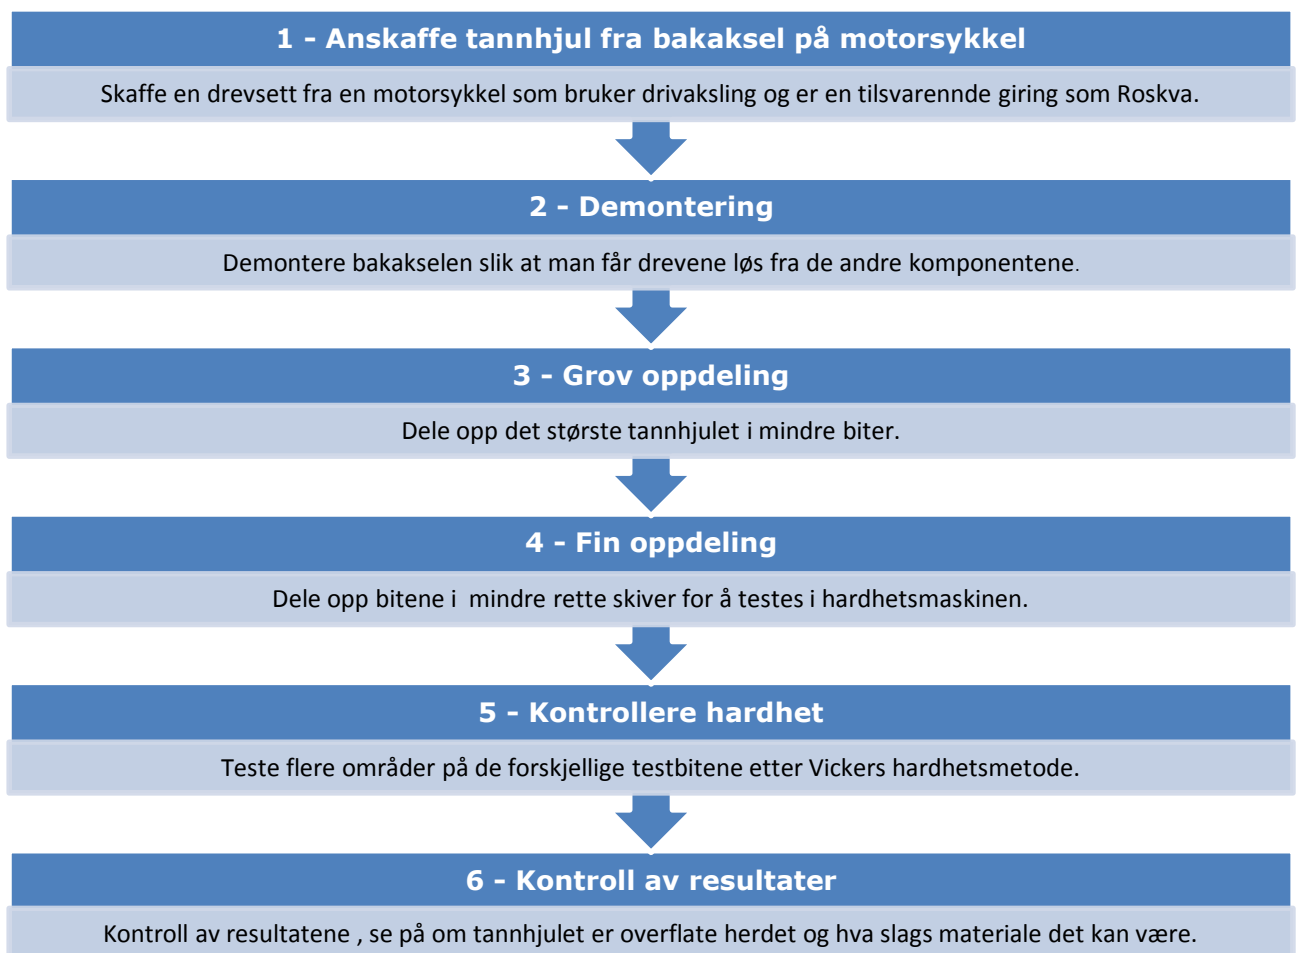 1 - Anskaffe tannhjul fra bakaksel på motorsykkel
Skaffe en drevsett fra en motorsykkel som bruker drivaksling og er en tilsvarennde giring som Roskva.
2 - Demontering
Demontere bakakselen slik at man får drevene løs fra de andre komponentene.
3 - Grov oppdeling
Dele opp det største tannhjulet i mindre biter.
4 - Fin oppdeling
Dele opp bitene i  mindre rette skiver for å testes i hardhetsmaskinen.
5 - Kontrollere hardhet
Teste flere områder på de forskjellige testbitene etter Vickers hardhetsmetode.
6 - Kontroll av resultater
Kontroll av resultatene , se på om tannhjulet er overflate herdet og hva slags materiale det kan være.